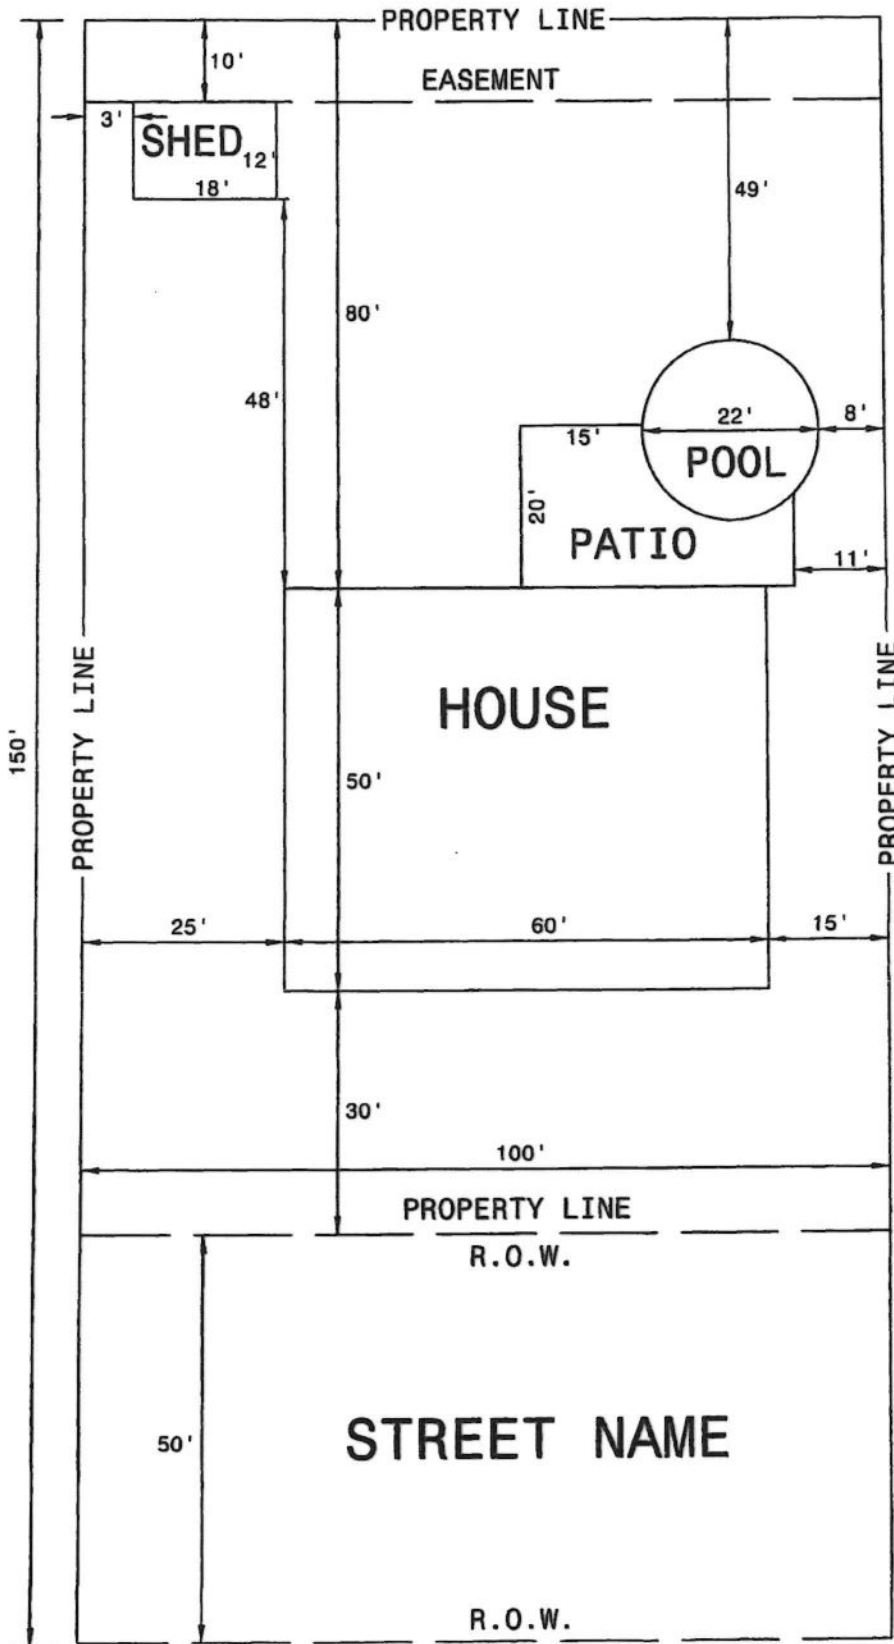 PROPERTY LINE
10'
EASEMENT
3'
SHED
12'
18'
49'
80'
48'
22'
8'
15'
POOL
20'
PATIO
11'
HOUSE
PROPERTY LINE
PROPERTY LINE
150'
50'
25'
60'
15'
30'
100'
PROPERTY LINE
R.O.W.
50'
STREET NAME
R.O.W.